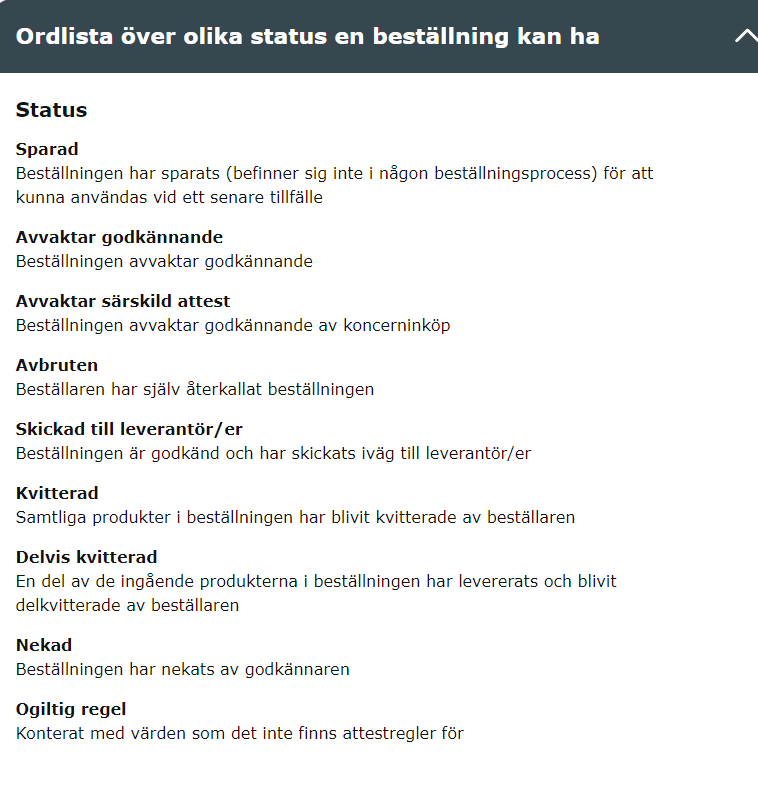 Ordlista över olika status en beställning kan ha
Status
Sparad
Beställningen har sparats (befinner sig inte i någon beställningsprocess) för att
kunna användas vid ett senare tillfälle
Avvaktar godkännande
Beställningen avvaktar godkännande
Avvaktar särskild attest
Beställningen avvaktar godkännande av koncerninköp
Avbruten
Beställaren har själv återkallat beställningen
Skickad till leverantör/er
Beställningen är godkänd och har skickats iväg till leverantör/er
Kvitterad
Samtliga produkter i beställningen har blivit kvitterade av beställaren
Delvis kvitterad
En del av de ingående produkterna i beställningen har levererats och blivit
delkvitterade av beställaren
Nekad
Beställningen har nekats av godkännaren
Ogiltig regel
Konterat med värden som det inte finns attestregler för